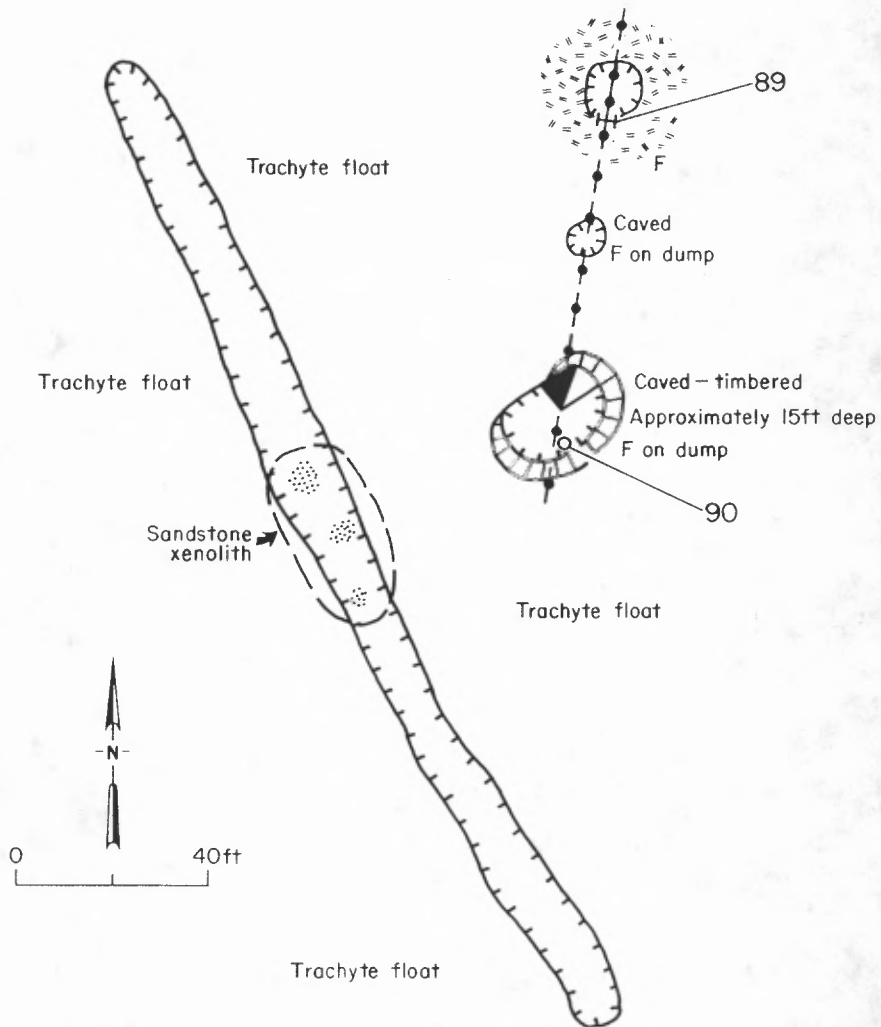 89
Trachyte float
F
Caved
F on dump
Trachyte float
Caved - timbered
Approximately 15ft deep
F on dump
90
Sandstone
xenolith
Trachyte float
-N-
0 40ft
Trachyte float